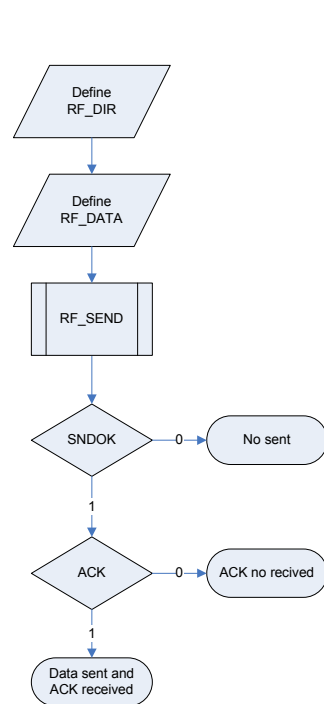 Define
RF_DIR
Define
RF_DATA
RF_SEND
SNDOK
0
No sent
1
ACK
0
ACK no recived
1
Data sent and
ACK received